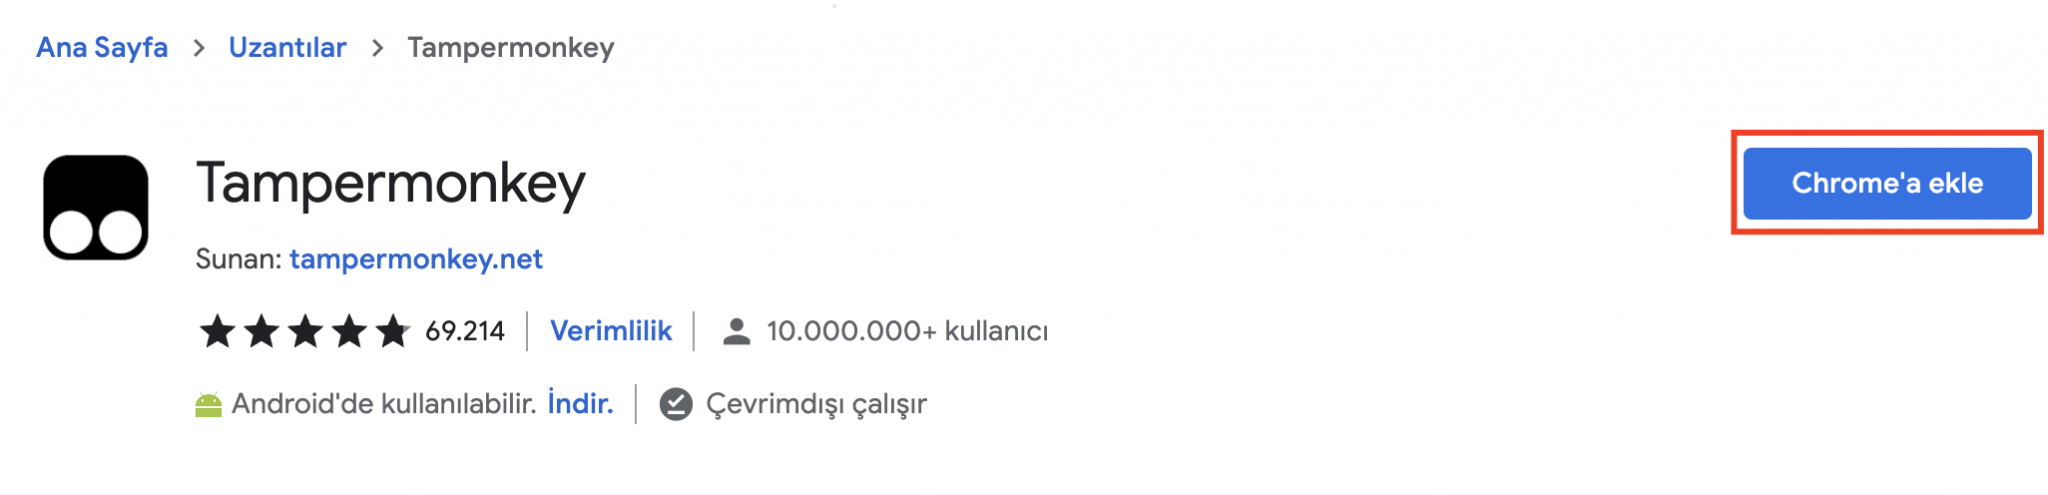 Ana Sayfa > Uzantılar > Tampermonkey
Tampermonkey
Chrome'a ekle
Sunan: tampermonkey.net
69.214 | Verimlilik | 10.000.000+ kullanıcı
Android'de kullanılabilir. İndir. | Çevrimdışı çalışır